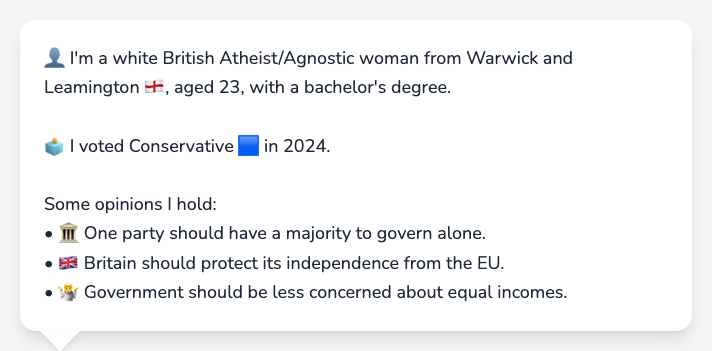 👤 I'm a white British Atheist/Agnostic woman from Warwick and
Leamington 🏴󠁧󠁢󠁥󠁮󠁧󠁿, aged 23, with a bachelor's degree.
🗳️ I voted Conservative 🟦 in 2024.
Some opinions I hold:
• 🏛️ One party should have a majority to govern alone.
• 🇬🇧 Britain should protect its independence from the EU.
• 🤷 Government should be less concerned about equal incomes.